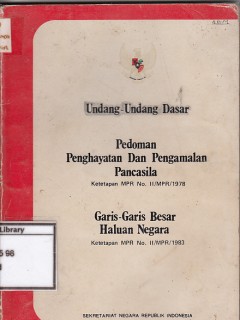 Undang-Undang Dasar
Pedoman
Penghayatan Dan Pengamalan
Pancasila
Ketetapan MPR No. II/MPR/1978
Garis-Garis Besar
Haluan Negara
Ketetapan MPR No. II/MPR/1983
Library
SEKRETARIAT NEGARA REPUBLIK INDONESIA